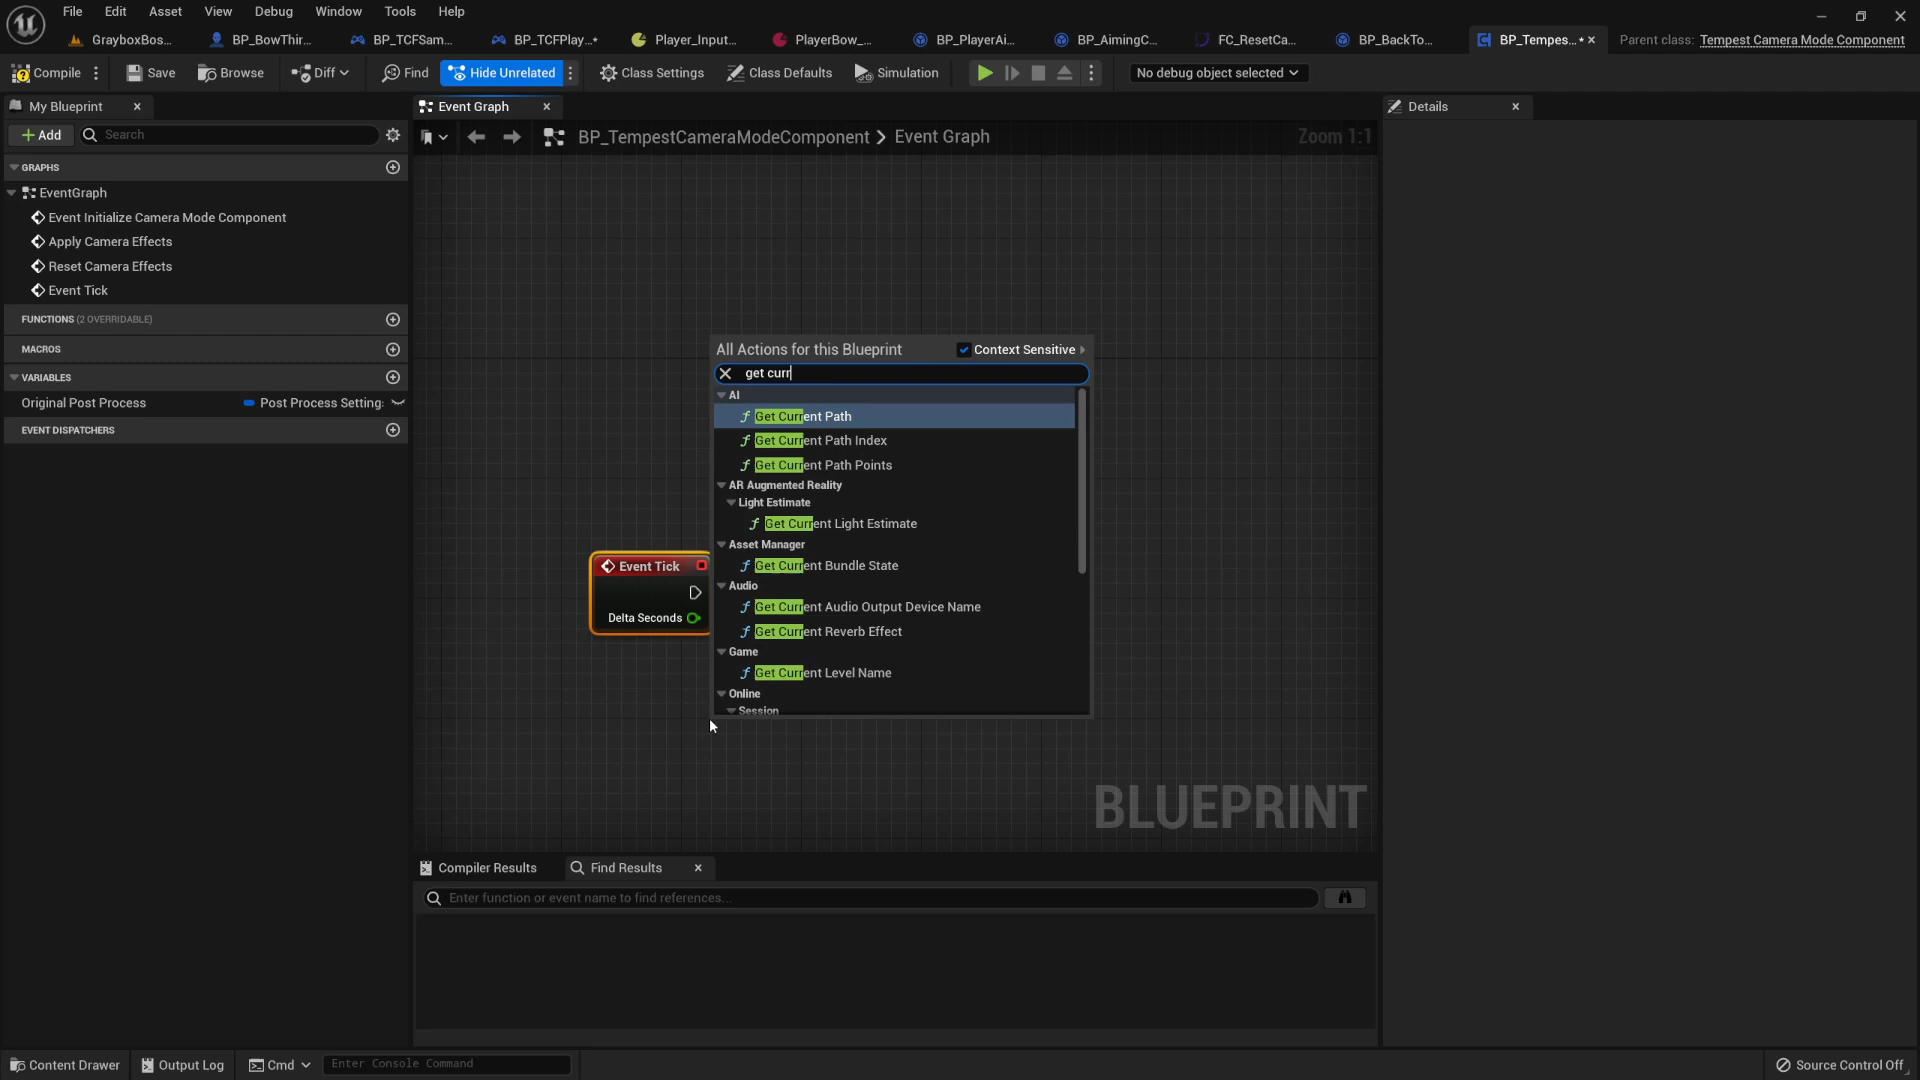 File Edit Asset View Debug Window Tools Help
GrayboxBos... BP_BowThir... BP_TCFSam... BP_TCFPlay...* Player_Input... PlayerBow_... BP_PlayerAi... BP_AimingC... FC_ResetCa... BP_BackTo... BP_Tempes...* Parent class: Tempest Camera Mode Component
Compile Save Browse Diff Find Hide Unrelated Class Settings Class Defaults Simulation No debug object selected
My Blueprint Event Graph Details
Add Search BP_TempestCameraModeComponent > Event Graph Zoom 1:1
GRAPHS
EventGraph
Event Initialize Camera Mode Component
Apply Camera Effects
Reset Camera Effects
Event Tick
FUNCTIONS (2 OVERRIDABLE)
MACROS
VARIABLES
Original Post Process Post Process Setting:
EVENT DISPATCHERS
All Actions for this Blueprint Context Sensitive
get curr
AI
Get Current Path
Get Current Path Index
Get Current Path Points
AR Augmented Reality
Light Estimate
Get Current Light Estimate
Asset Manager
Get Current Bundle State
Audio
Get Current Audio Output Device Name
Get Current Reverb Effect
Game
Get Current Level Name
Online
Session
Event Tick
Delta Seconds
BLUEPRINT
Compiler Results Find Results
Enter function or event name to find references...
Content Drawer Output Log Cmd Enter Console Command Source Control Off